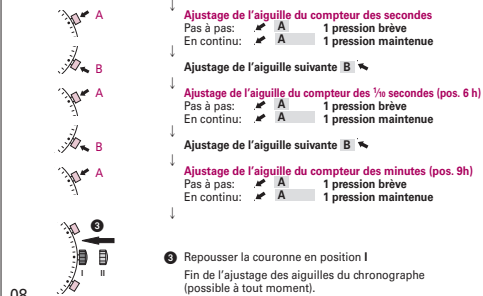 A
↓
Ajustage de l'aiguille du compteur des secondes
Pas à pas: A 1 pression brève
En continu: A 1 pression maintenue
↓
B
Ajustage de l'aiguille suivante B
↓
A
Ajustage de l'aiguille du compteur des 1/10 secondes (pos. 6 h)
Pas à pas: A 1 pression brève
En continu: A 1 pression maintenue
↓
B
Ajustage de l'aiguille suivante B
↓
A
Ajustage de l'aiguille du compteur des minutes (pos. 9h)
Pas à pas: A 1 pression brève
En continu: A 1 pression maintenue
↓
3
I II
3 Repousser la couronne en position I
Fin de l'ajustage des aiguilles du chronographe
(possible à tout moment).
08